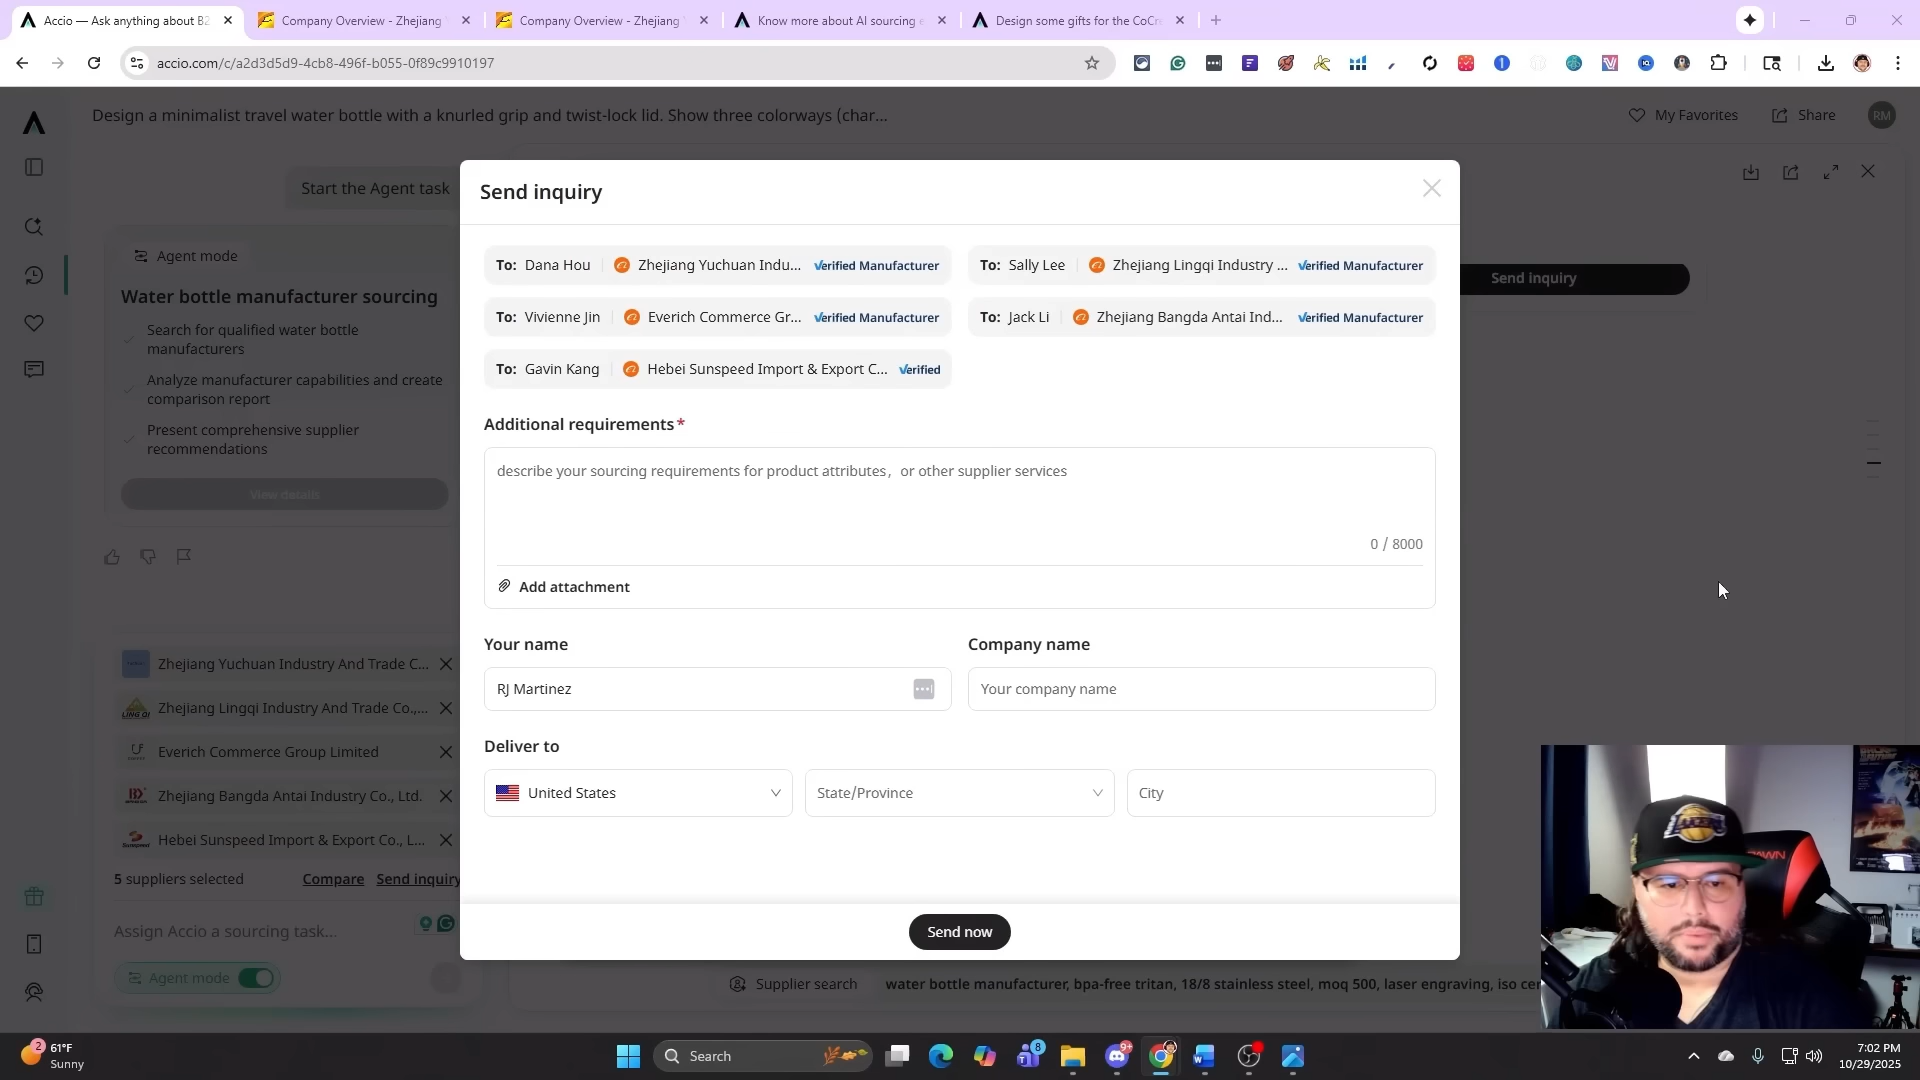 Accio — Ask anything about B2
Company Overview - Zhejiang
Company Overview - Zhejiang
Know more about AI sourcing
Design some gifts for the CoCr
accio.com/c/a2d3d5d9-4cb8-496f-b055-0f89c9910197
Design a minimalist travel water bottle with a knurled grip and twist-lock lid. Show three colorways (char...
My Favorites
Share
RM
Start the Agent task
Agent mode
Water bottle manufacturer sourcing
Search for qualified water bottle
manufacturers
Analyze manufacturer capabilities and create
comparison report
Present comprehensive supplier
recommendations
View details
Zhejiang Yuchuan Industry And Trade C...
Zhejiang Lingqi Industry And Trade Co.,...
Everich Commerce Group Limited
Zhejiang Bangda Antai Industry Co., Ltd.
Hebei Sunspeed Import & Export Co., L...
5 suppliers selected
Compare
Send inquiry
Assign Accio a sourcing task...
Agent mode
Send inquiry
To: Dana Hou
Zhejiang Yuchuan Indu...
Verified Manufacturer
To: Sally Lee
Zhejiang Lingqi Industry ...
Verified Manufacturer
To: Vivienne Jin
Everich Commerce Gr...
Verified Manufacturer
To: Jack Li
Zhejiang Bangda Antai Ind...
Verified Manufacturer
To: Gavin Kang
Hebei Sunspeed Import & Export C...
Verified
Additional requirements*
describe your sourcing requirements for product attributes，or other supplier services
0 / 8000
Add attachment
Your name
Company name
RJ Martinez
Your company name
Deliver to
United States
State/Province
City
Send now
Send inquiry
Supplier search
water bottle manufacturer, bpa-free tritan, 18/8 stainless steel, moq 500, laser engraving, iso cer
2
61°F
Sunny
Search
8
9+
7:02 PM
10/29/2025